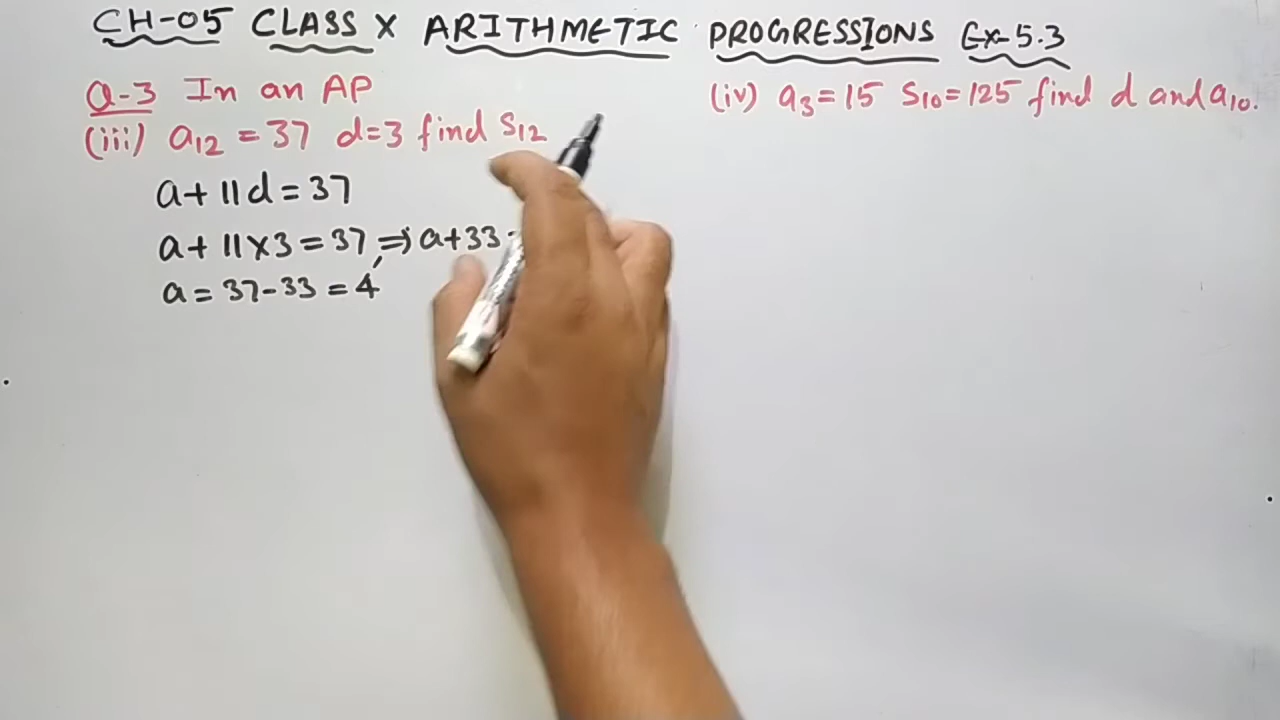 CH-05 CLASS X ARITHMETIC PROGRESSIONS Ex-5.3
Q-3 In an AP
(iii) a12 = 37 d=3 find S12
a + 11d = 37
a + 11×3 = 37 ⇒ a+33
a = 37-33 = 4
(iv) a3=15 S10=125 find d and a10.